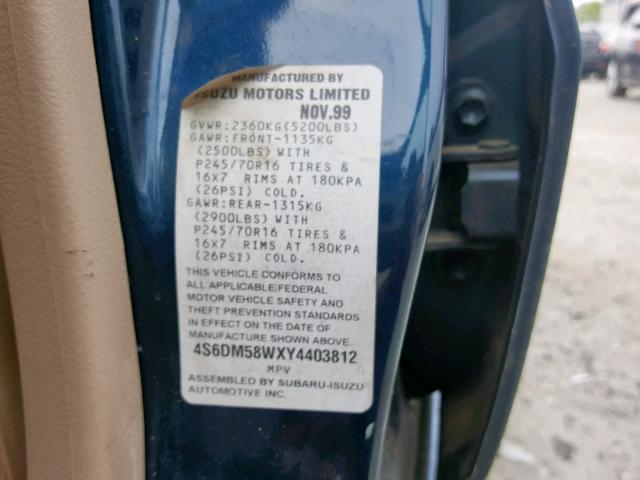 MANUFACTURED BY
ISUZU MOTORS LIMITED
NOV.99
GVWR:2360KG(5200LBS)
GAWR:FRONT-1135KG
(2500LBS) WITH
P245/70R16 TIRES &
16X7 RIMS AT 180KPA
(26PSI) COLD.
GAWR:REAR-1315KG
(2900LBS) WITH
P245/70R16 TIRES &
16X7 RIMS AT 180KPA
(26PSI) COLD.
THIS VEHICLE CONFORMS TO
ALL APPLICABLE FEDERAL
MOTOR VEHICLE SAFETY AND
THEFT PREVENTION STANDARD
IN EFFECT ON THE DATE OF
MANUFACTURE SHOWN ABOVE.
4S6DM58WXY4403812
MPV
ASSEMBLED BY SUBARU-ISUZU
AUTOMOTIVE INC.